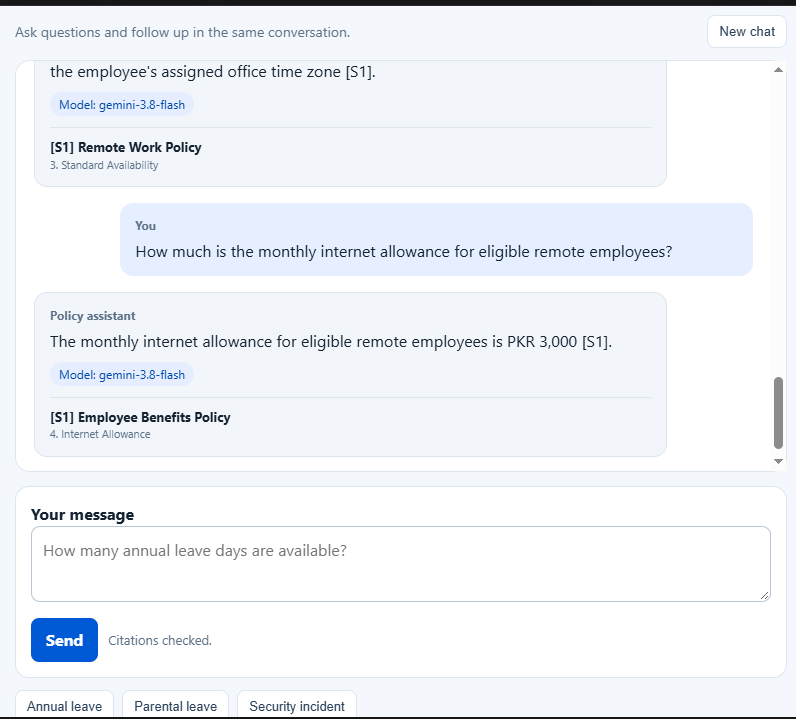 Ask questions and follow up in the same conversation.
New chat
the employee's assigned office time zone [S1].
Model: gemini-3.8-flash
[S1] Remote Work Policy
3. Standard Availability
You
How much is the monthly internet allowance for eligible remote employees?
Policy assistant
The monthly internet allowance for eligible remote employees is PKR 3,000 [S1].
Model: gemini-3.8-flash
[S1] Employee Benefits Policy
4. Internet Allowance
Your message
How many annual leave days are available?
Send
Citations checked.
Annual leave
Parental leave
Security incident